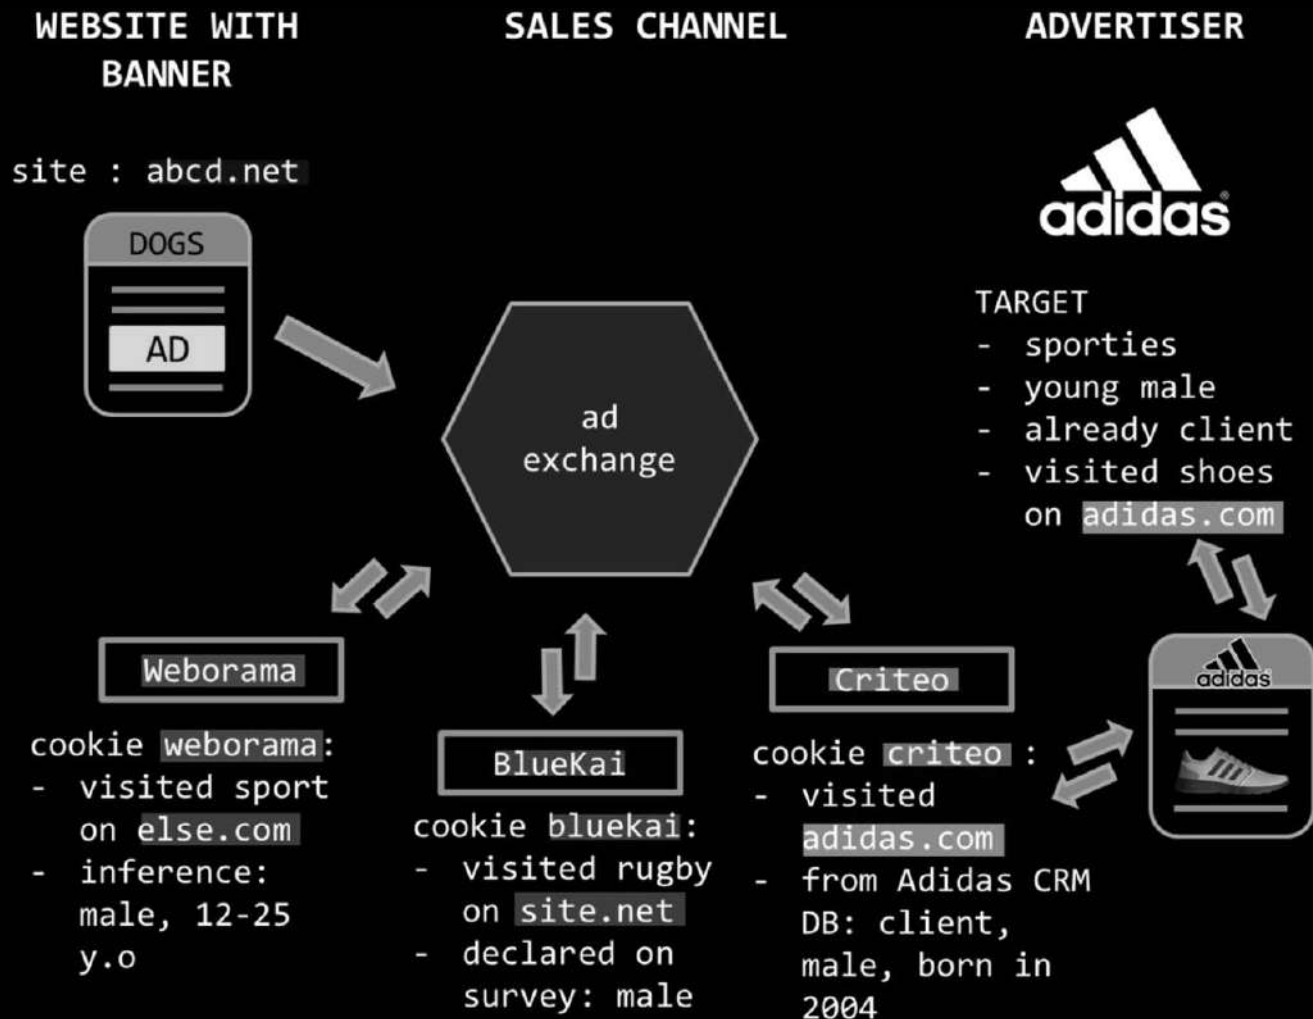 WEBSITE WITH
BANNER
SALES CHANNEL
ADVERTISER
site : abcd.net
DOGS
AD
ad
exchange
adidas
TARGET
- sporties
- young male
- already client
- visited shoes
on adidas.com
Weborama
cookie weborama:
- visited sport
on else.com
- inference:
male, 12-25
y.o
BlueKai
cookie bluekai:
- visited rugby
on site.net
- declared on
survey: male
Criteo
cookie criteo :
- visited
adidas.com
- from Adidas CRM
DB: client,
male, born in
2004
adidas